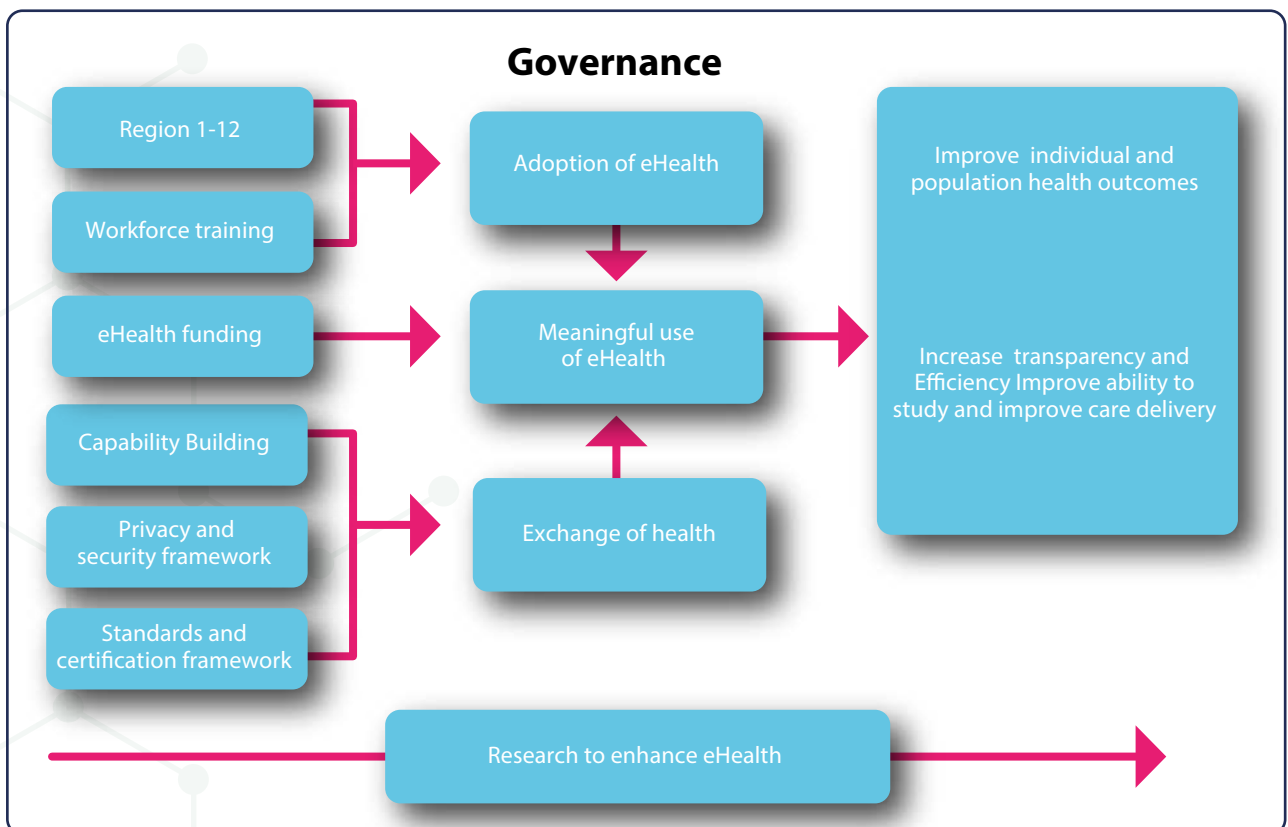 Governance
Region 1-12
Workforce training
eHealth funding
Capability Building
Privacy and
security framework
Standards and
certification framework
Adoption of eHealth
Meaningful use
of eHealth
Exchange of health
Improve  individual and
population health outcomes
Increase  transparency and
Efficiency Improve ability to
study and improve care delivery
Research to enhance eHealth